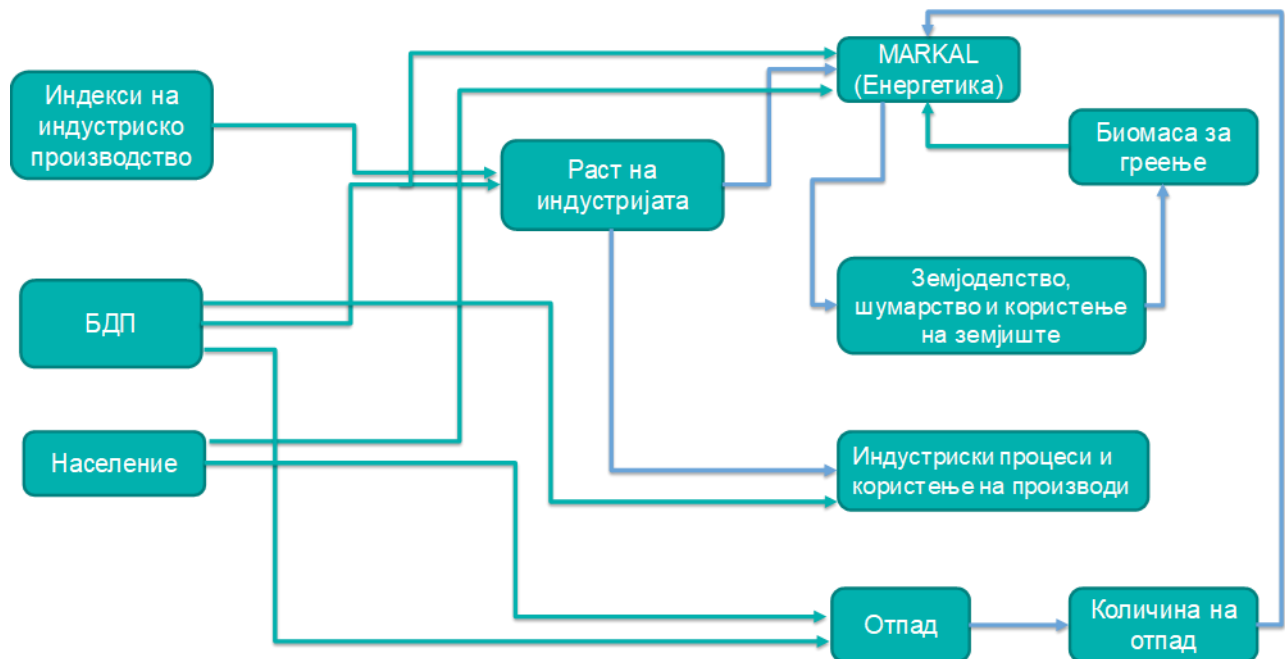 Индекси на
индустриско
производство
БДП
Население
Раст на
индустријата
MARKAL
(Енергетика)
Биомаса за
греење
Земјоделство,
шумарство и користење
на земјиште
Индустриски процеси и
користење на производи
Отпад
Количина на
отпад